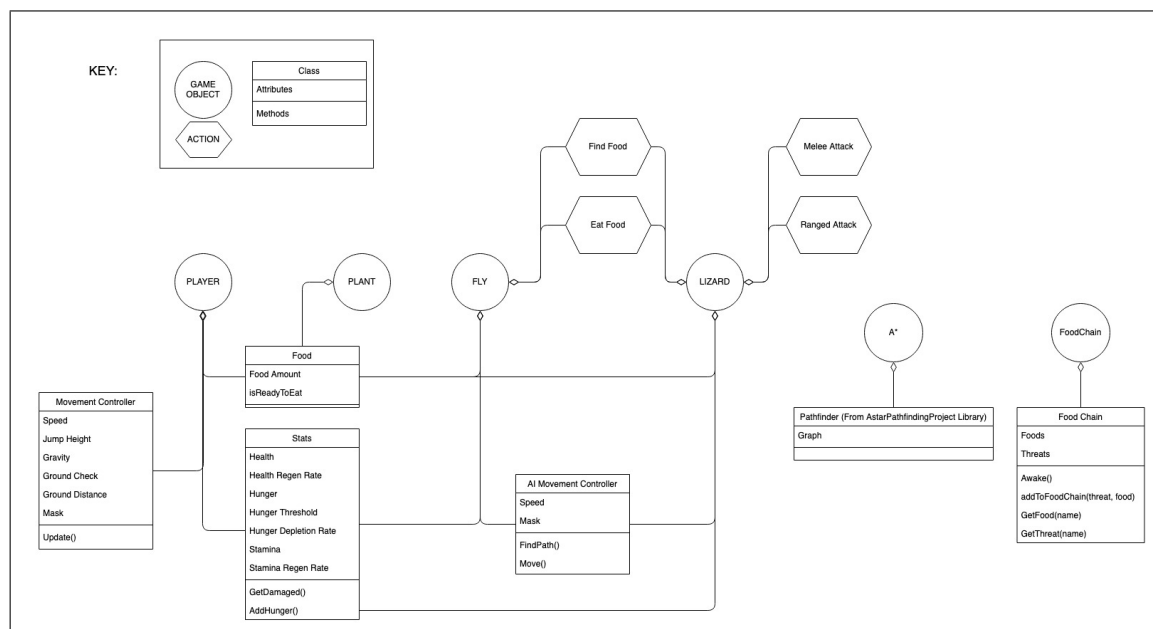 KEY:
GAME
OBJECT
ACTION
Class
Attributes
Methods
Find Food
Melee Attack
Eat Food
Ranged Attack
PLAYER
PLANT
FLY
LIZARD
A*
FoodChain
Food
Food Amount
isReadyToEat
Movement Controller
Speed
Jump Height
Gravity
Ground Check
Ground Distance
Mask
Update()
Stats
Health
Health Regen Rate
Hunger
Hunger Threshold
Hunger Depletion Rate
Stamina
Stamina Regen Rate
GetDamaged()
AddHunger()
AI Movement Controller
Speed
Mask
FindPath()
Move()
Pathfinder (From AstarPathfindingProject Library)
Graph
Food Chain
Foods
Threats
Awake()
addToFoodChain(threat, food)
GetFood(name)
GetThreat(name)